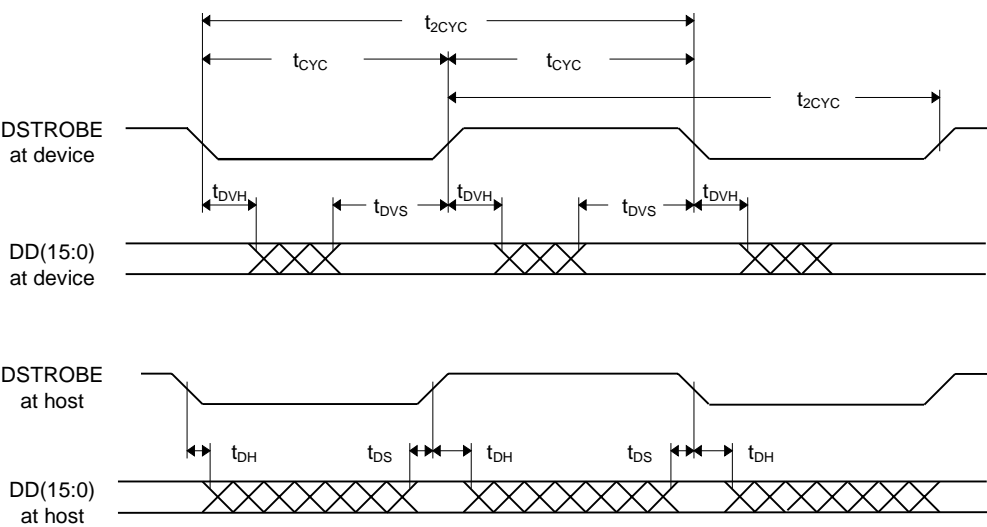 t2CYC
tCYC tCYC
t2CYC
DSTROBE
at device
tDVH tDVS tDVH tDVS tDVH
DD(15:0)
at device
DSTROBE
at host
tDH tDS tDH tDS tDH
DD(15:0)
at host